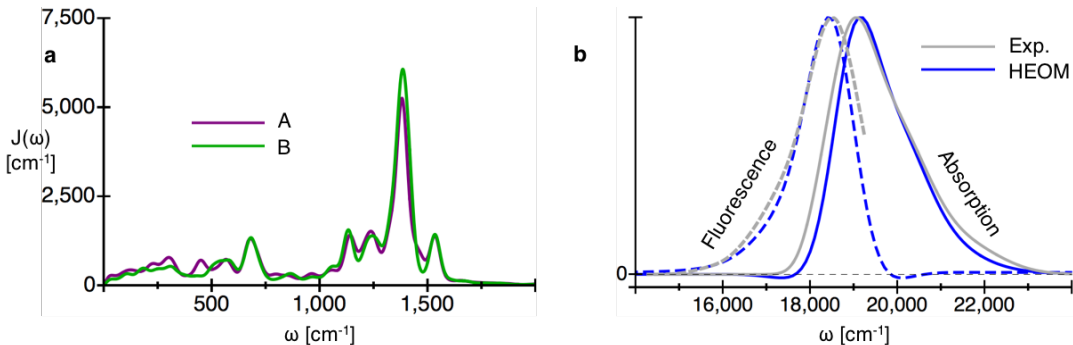 a
7,500
5,000
2,500
0
J(ω)
[cm⁻¹]
A
B
500
1,000
1,500
ω [cm⁻¹]
b
Exp.
HEOM
Fluorescence
Absorption
0
16,000
18,000
20,000
22,000
ω [cm⁻¹]